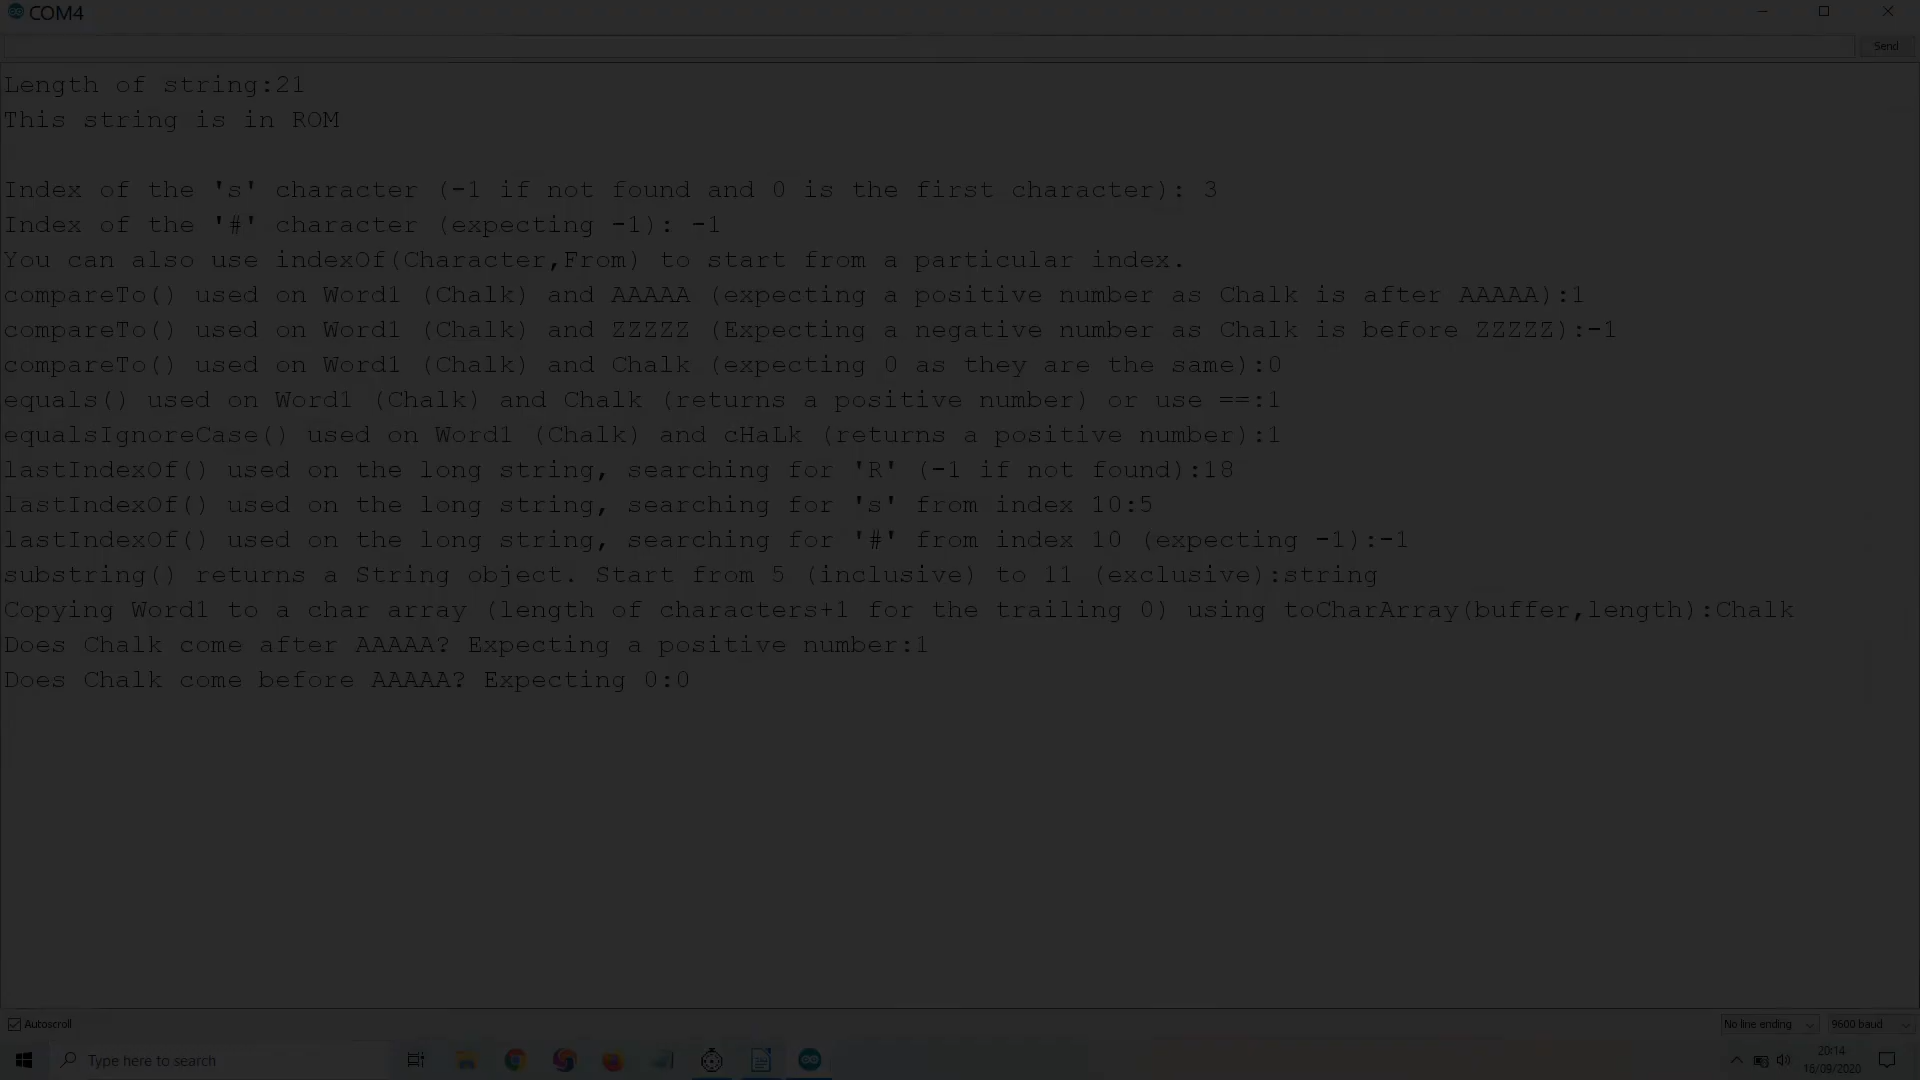 COM4
Send
Length of string:21
This string is in ROM
Index of the 's' character (-1 if not found and 0 is the first character): 3
Index of the '#' character (expecting -1): -1
You can also use indexOf(Character,From) to start from a particular index.
compareTo() used on Word1 (Chalk) and AAAAA (expecting a positive number as Chalk is after AAAAA):1
compareTo() used on Word1 (Chalk) and ZZZZZ (Expecting a negative number as Chalk is before ZZZZZ):-1
compareTo() used on Word1 (Chalk) and Chalk (expecting 0 as they are the same):0
equals() used on Word1 (Chalk) and Chalk (returns a positive number) or use ==:1
equalsIgnoreCase() used on Word1 (Chalk) and cHaLk (returns a positive number):1
lastIndexOf() used on the long string, searching for 'R' (-1 if not found):18
lastIndexOf() used on the long string, searching for 's' from index 10:5
lastIndexOf() used on the long string, searching for '#' from index 10 (expecting -1):-1
substring() returns a String object. Start from 5 (inclusive) to 11 (exclusive):string
Copying Word1 to a char array (length of characters+1 for the trailing 0) using toCharArray(buffer,length):Chalk
Does Chalk come after AAAAA? Expecting a positive number:1
Does Chalk come before AAAAA? Expecting 0:0
Autoscroll
No line ending
9600 baud
Type here to search
20:14
16/09/2020